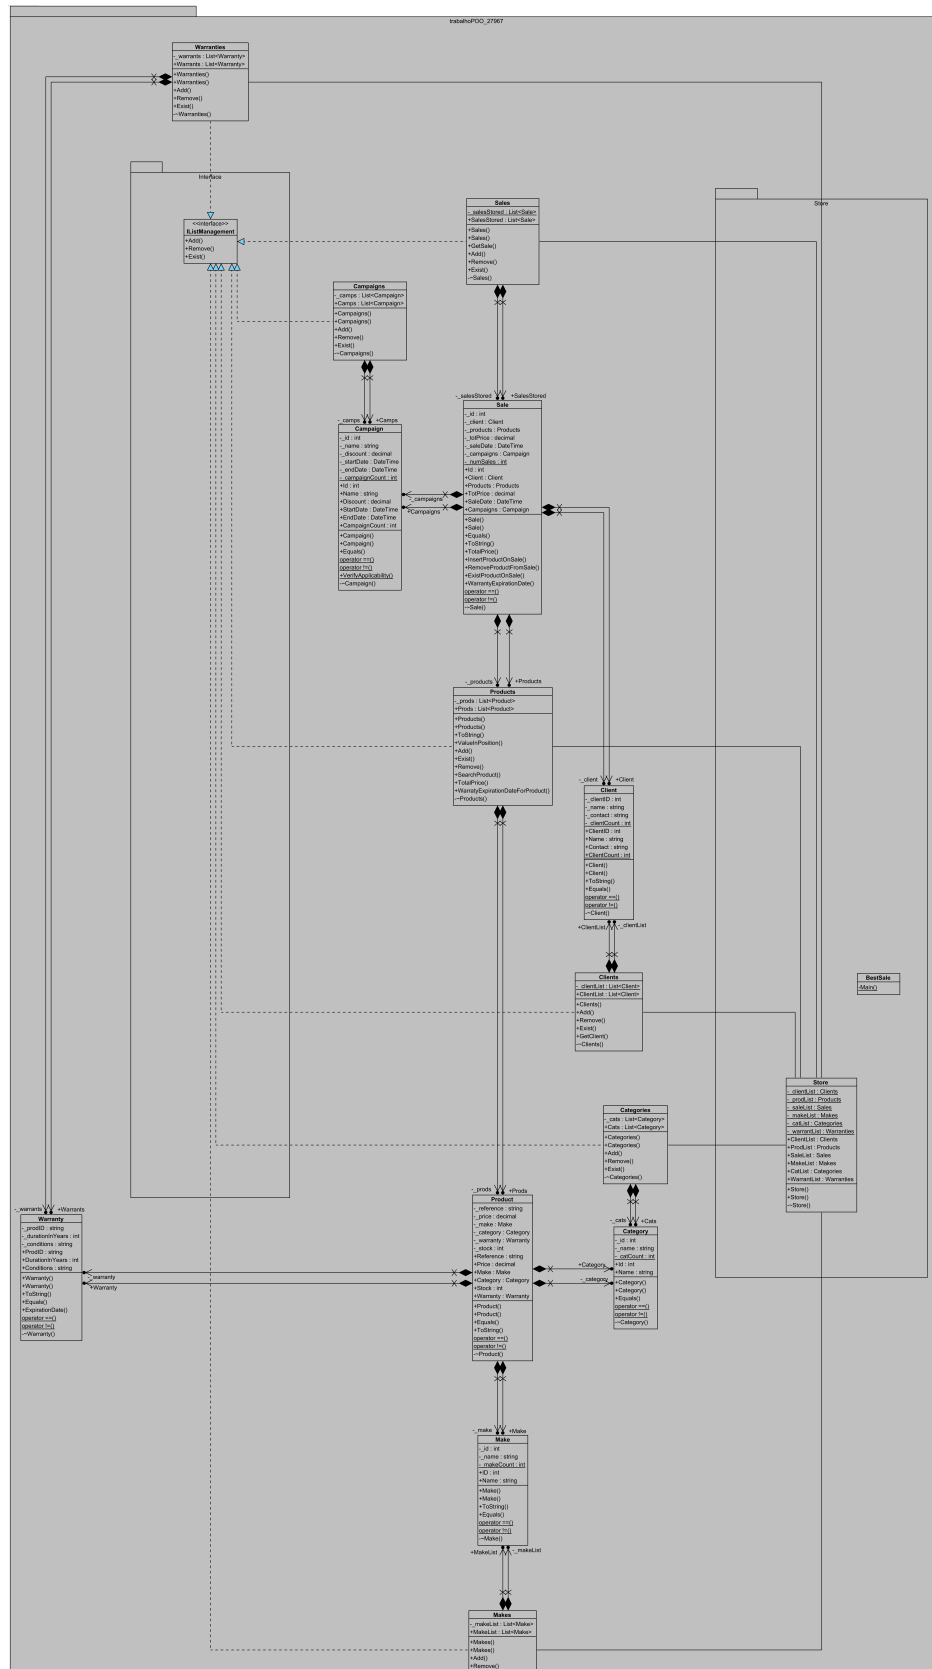 trabalhoPOO_27967
Warranties
-_warrants : List<Warranty>
+Warrants : List<Warranty>
+Warranties()
+Warranties()
+Add()
+Remove()
+Exist()
-~Warranties()
Interface
<<interface>>
IListManagement
+Add()
+Remove()
+Exist()
Store
Sales
-_salesStored : List<Sale>
+SalesStored : List<Sale>
+Sales()
+Sales()
+GetSale()
+Add()
+Remove()
+Exist()
-~Sales()
Campaigns
-_camps : List<Campaign>
+Camps : List<Campaign>
+Campaigns()
+Campaigns()
+Add()
+Remove()
+Exist()
-~Campaigns()
-_salesStored
+SalesStored
-_camps
+Camps
Campaign
-_id : int
-_name : string
-_discount : decimal
-_startDate : DateTime
-_endDate : DateTime
-_campaignCount : int
+Id : int
+Name : string
+Discount : decimal
+StartDate : DateTime
+EndDate : DateTime
+CampaignCount : int
+Campaign()
+Campaign()
+Equals()
operator ==()
operator !=()
+VerifyApplicability()
-~Campaign()
-_campaigns
+Campaigns
Sale
-_id : int
-_client : Client
-_products : Products
-_totPrice : decimal
-_saleDate : DateTime
-_campaigns : Campaign
-_numSales : int
+Id : int
+Client : Client
+Products : Products
+TotPrice : decimal
+SaleDate : DateTime
+Campaigns : Campaign
+Sale()
+Sale()
+Equals()
+ToString()
+TotalPrice()
+InsertProductOnSale()
+RemoveProductFromSale()
+ExistProductOnSale()
+WarrantyExpirationDate()
operator ==()
operator !=()
-~Sale()
-_products
+Products
Products
-_prods : List<Product>
+Prods : List<Product>
+Products()
+Products()
+ToString()
+ValueInPosition()
+Add()
+Exist()
+Remove()
+SearchProduct()
+TotalPrice()
+WarratyExpirationDateForProduct()
-~Products()
-_client
+Client
Client
-_clientID : int
-_name : string
-_contact : string
-_clientCount : int
+ClientID : int
+Name : string
+Contact : string
+ClientCount : int
+Client()
+Client()
+ToString()
+Equals()
operator ==()
operator !=()
-~Client()
+ClientList
-_clientList
Clients
-_clientList : List<Client>
+ClientList : List<Client>
+Clients()
+Add()
+Remove()
+Exist()
+GetClient()
-~Clients()
BestSale
-Main()
Store
-_clientList : Clients
-_prodList : Products
-_saleList : Sales
-_makeList : Makes
-_catList : Categories
-_warrantList : Warranties
+ClientList : Clients
+ProdList : Products
+SaleList : Sales
+MakeList : Makes
+CatList : Categories
+WarrantList : Warranties
+Store()
+Store()
-~Store()
Categories
-_cats : List<Category>
+Cats : List<Category>
+Categories()
+Categories()
+Add()
+Remove()
+Exist()
-~Categories()
-_cats
+Cats
Category
-_id : int
-_name : string
-_catCount : int
+Id : int
+Name : string
+Category()
+Category()
+Equals()
operator ==()
operator !=()
-~Category()
+Category
-_category
-_prods
+Prods
Product
-_reference : string
-_price : decimal
-_make : Make
-_category : Category
-_warranty : Warranty
-_stock : int
+Reference : string
+Price : decimal
+Make : Make
+Category : Category
+Stock : int
+Warranty : Warranty
+Product()
+Product()
+Equals()
+ToString()
operator ==()
operator !=()
-~Product()
-_warrants
+Warrants
Warranty
-_prodID : string
-_durationInYears : int
-_conditions : string
+ProdID : string
+DurationInYears : int
+Conditions : string
+Warranty()
+Warranty()
+ToString()
+Equals()
+ExpirationDate()
operator ==()
operator !=()
-~Warranty()
-_warranty
+Warranty
-_make
+Make
Make
-_id : int
-_name : string
-_makeCount : int
+ID : int
+Name : string
+Make()
+Make()
+ToString()
+Equals()
operator ==()
operator !=()
-~Make()
+MakeList
-_makeList
Makes
-_makeList : List<Make>
+MakeList : List<Make>
+Makes()
+Makes()
+Add()
+Remove()